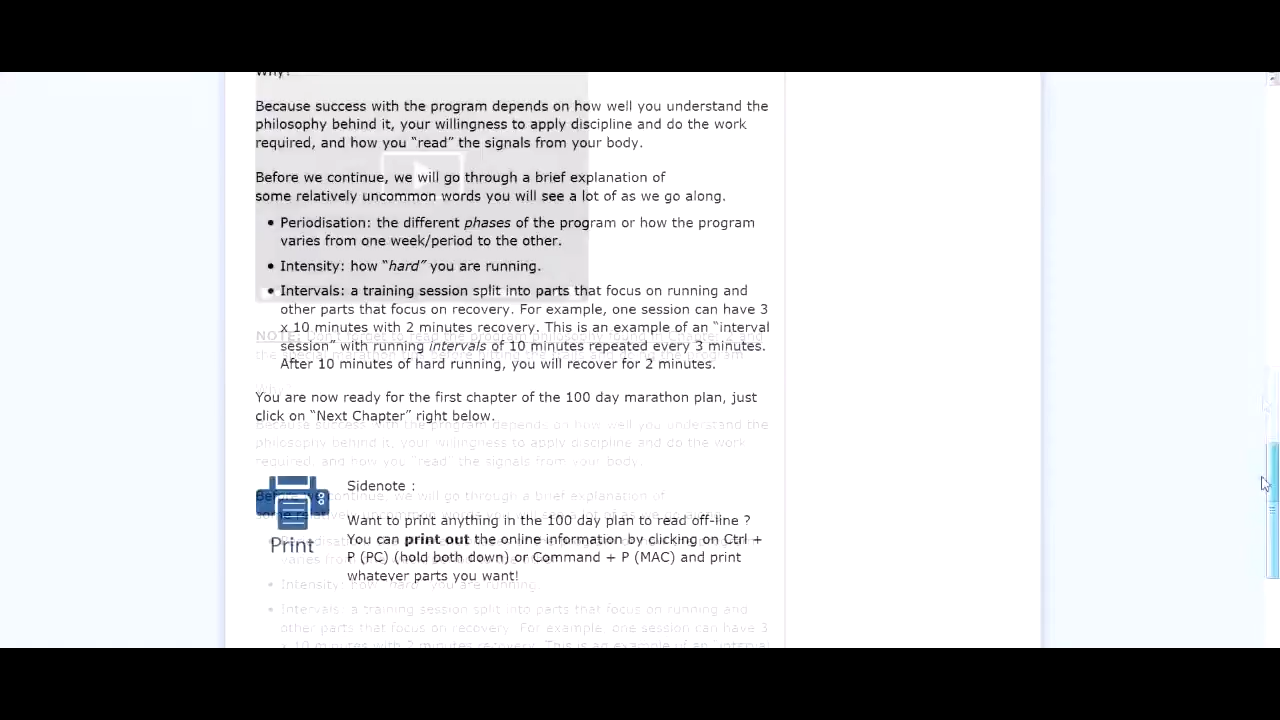 Why?
Because success with the program depends on how well you understand the
philosophy behind it, your willingness to apply discipline and do the work
required, and how you “read” the signals from your body.
Before we continue, we will go through a brief explanation of
some relatively uncommon words you will see a lot of as we go along.
• Periodisation: the different phases of the program or how the program
varies from one week/period to the other.
• Intensity: how “hard” you are running.
• Intervals: a training session split into parts that focus on running and
other parts that focus on recovery. For example, one session can have 3
x 10 minutes with 2 minutes recovery. This is an example of an “interval
session” with running intervals of 10 minutes repeated every 3 minutes.
After 10 minutes of hard running, you will recover for 2 minutes.
You are now ready for the first chapter of the 100 day marathon plan, just
click on “Next Chapter” right below.
Print
Sidenote :
Want to print anything in the 100 day plan to read off-line ?
You can print out the online information by clicking on Ctrl +
P (PC) (hold both down) or Command + P (MAC) and print
whatever parts you want!